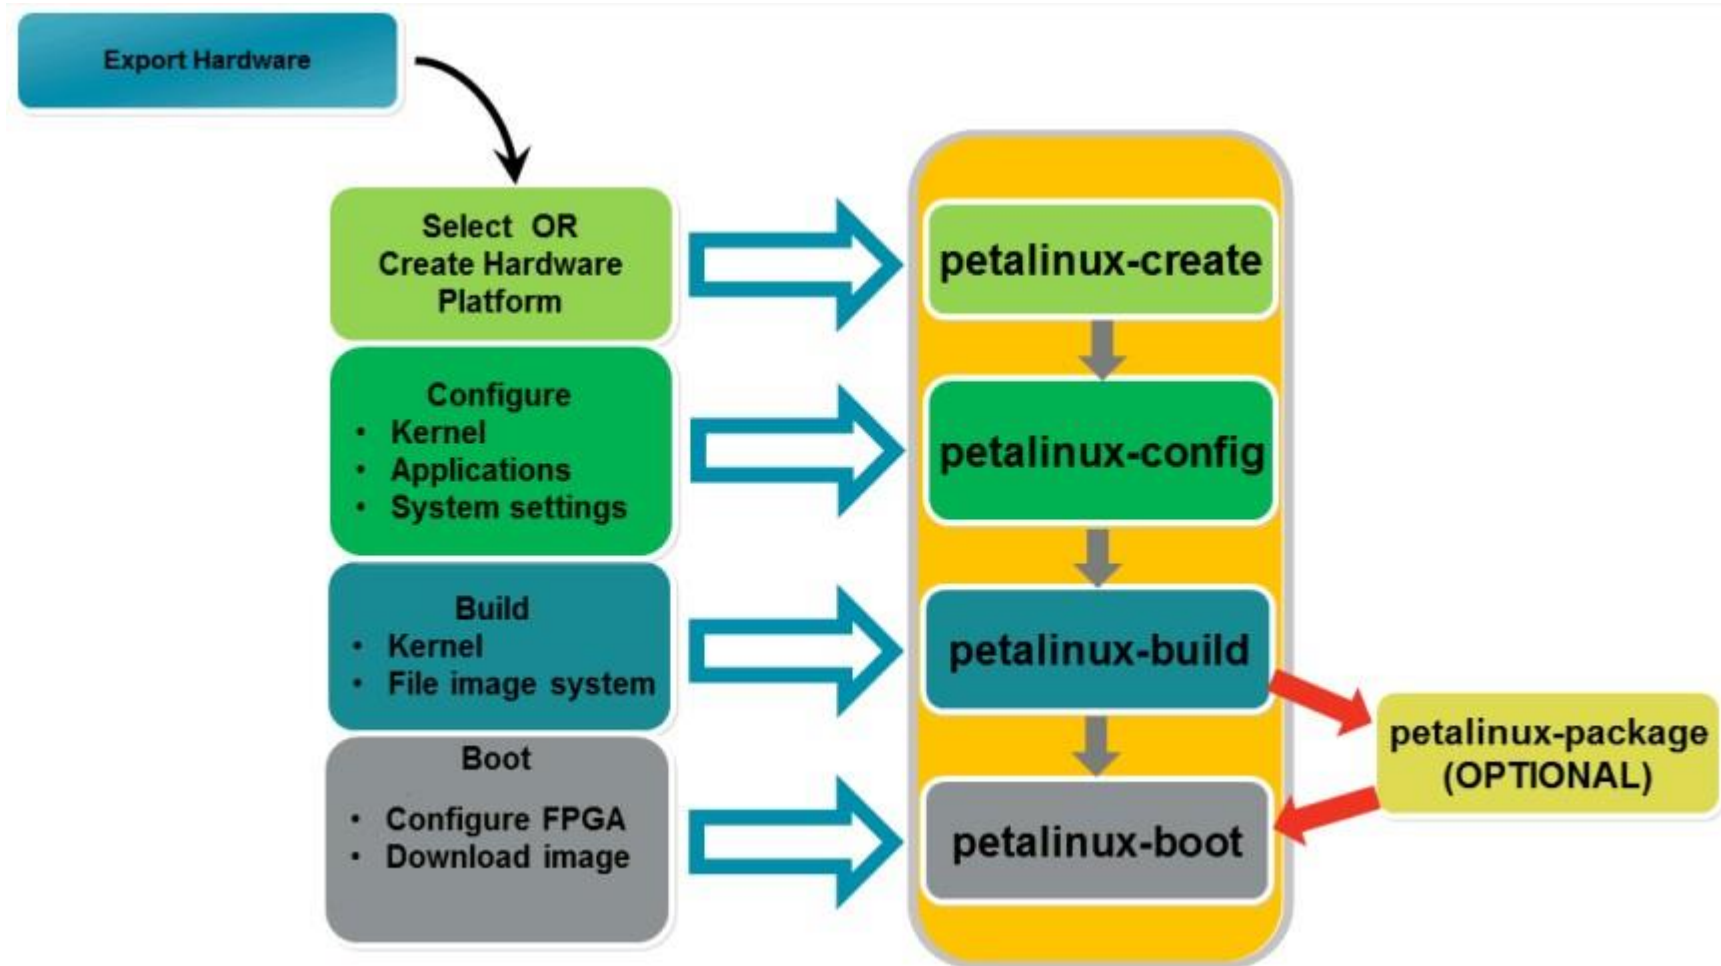 Export Hardware
Select OR
Create Hardware
Platform
petalinux-create
Configure
• Kernel
• Applications
• System settings
petalinux-config
Build
• Kernel
• File image system
petalinux-build
petalinux-package
(OPTIONAL)
Boot
• Configure FPGA
• Download image
petalinux-boot